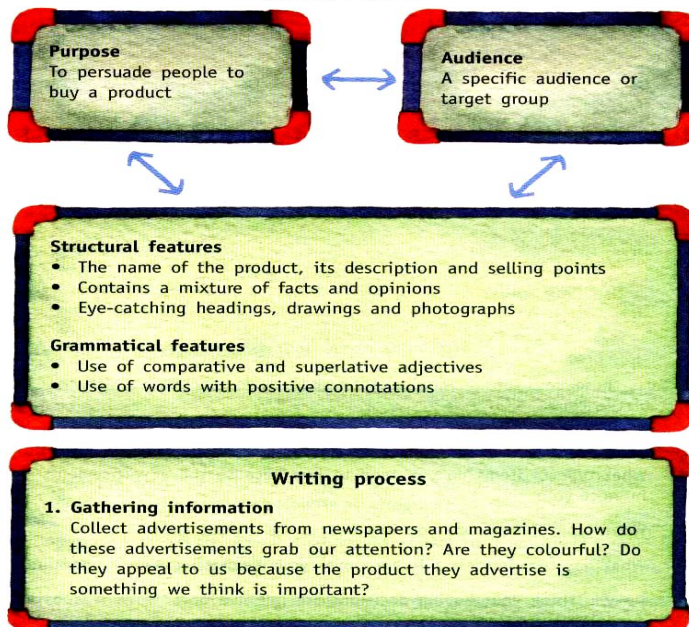 Purpose
To persuade people to
buy a product
Audience
A specific audience or
target group
Structural features
• The name of the product, its description and selling points
• Contains a mixture of facts and opinions
• Eye-catching headings, drawings and photographs
Grammatical features
• Use of comparative and superlative adjectives
• Use of words with positive connotations
Writing process
1. Gathering information
Collect advertisements from newspapers and magazines. How do
these advertisements grab our attention? Are they colourful? Do
they appeal to us because the product they advertise is
something we think is important?